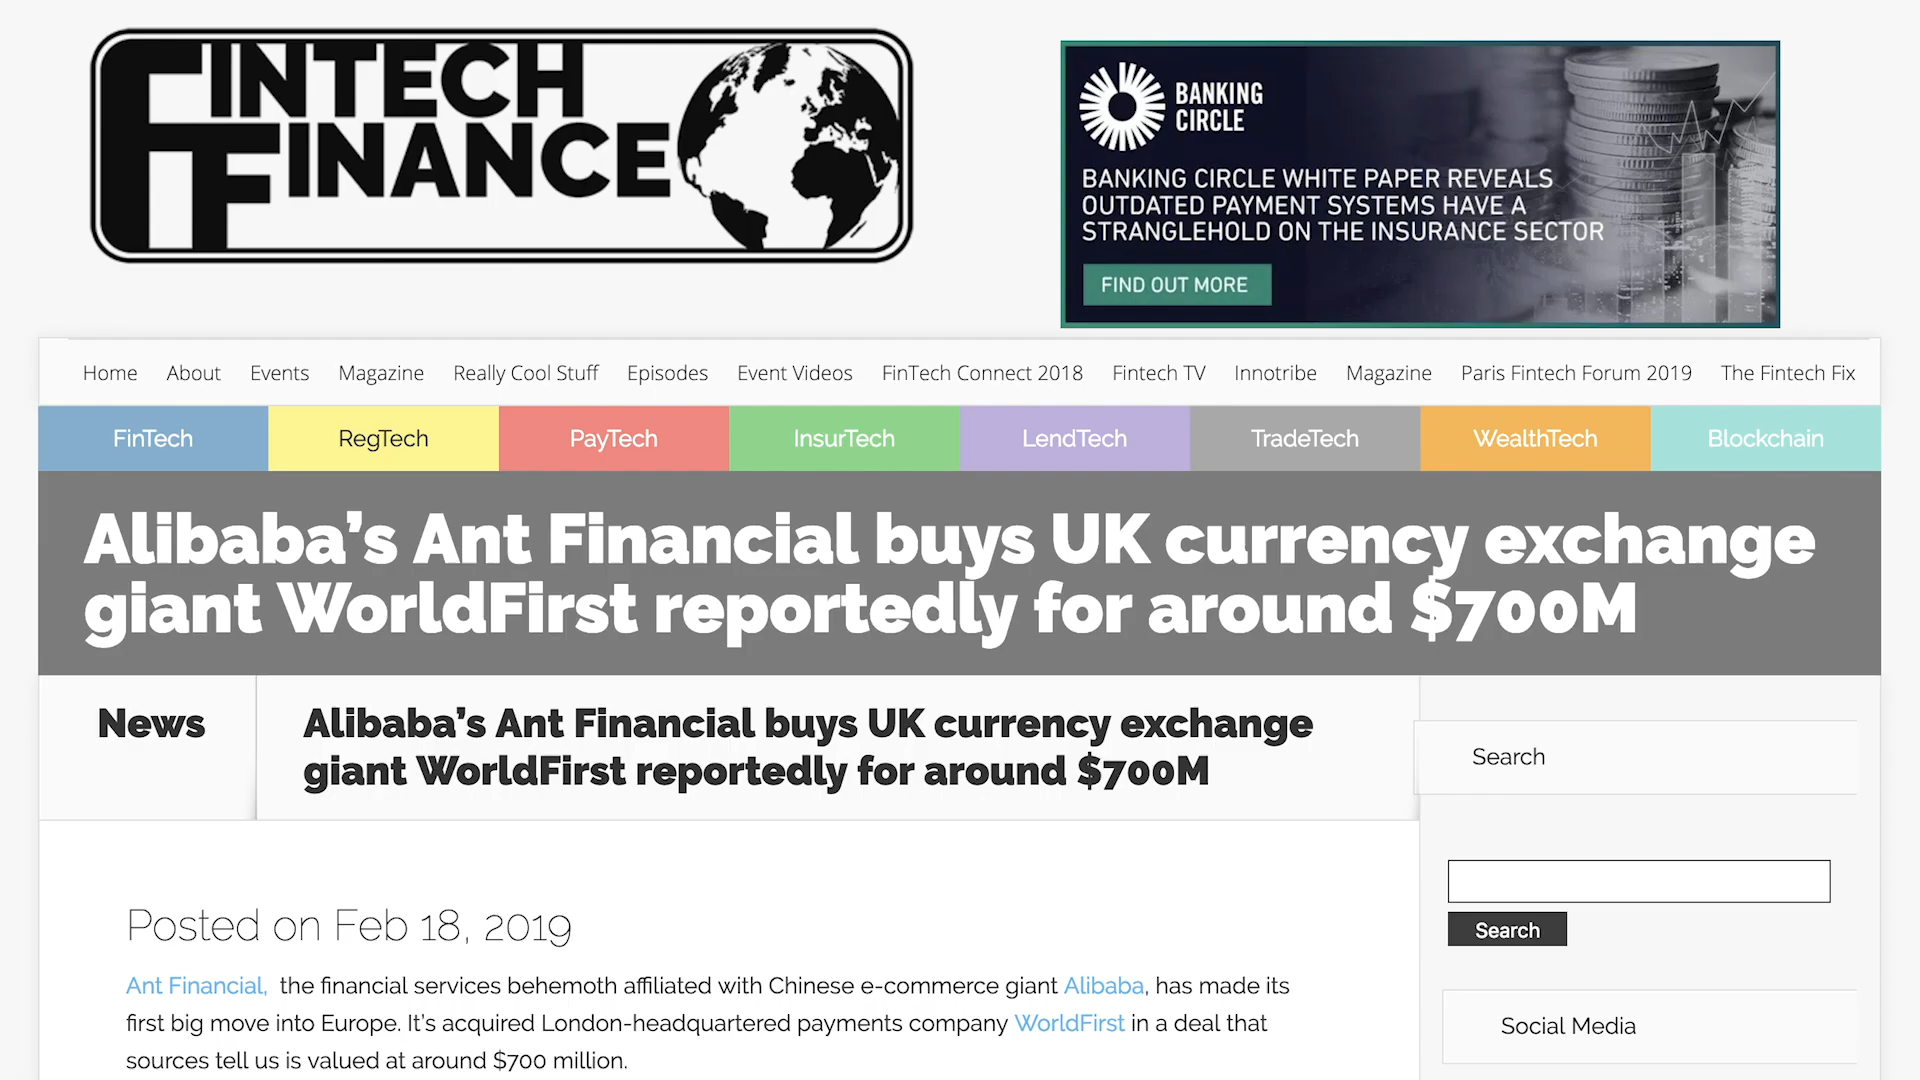 FINTECH
FINANCE
BANKING
CIRCLE
BANKING CIRCLE WHITE PAPER REVEALS
OUTDATED PAYMENT SYSTEMS HAVE A
STRANGLEHOLD ON THE INSURANCE SECTOR
FIND OUT MORE
Home About Events Magazine Really Cool Stuff Episodes Event Videos FinTech Connect 2018 Fintech TV Innotribe Magazine Paris Fintech Forum 2019 The Fintech Fix
FinTech RegTech PayTech InsurTech LendTech TradeTech WealthTech Blockchain
Alibaba’s Ant Financial buys UK currency exchange
giant WorldFirst reportedly for around $700M
News
Alibaba’s Ant Financial buys UK currency exchange
giant WorldFirst reportedly for around $700M
Posted on Feb 18, 2019
Ant Financial, the financial services behemoth affiliated with Chinese e-commerce giant Alibaba, has made its
first big move into Europe. It’s acquired London-headquartered payments company WorldFirst in a deal that
sources tell us is valued at around $700 million.
Search
Search
Social Media